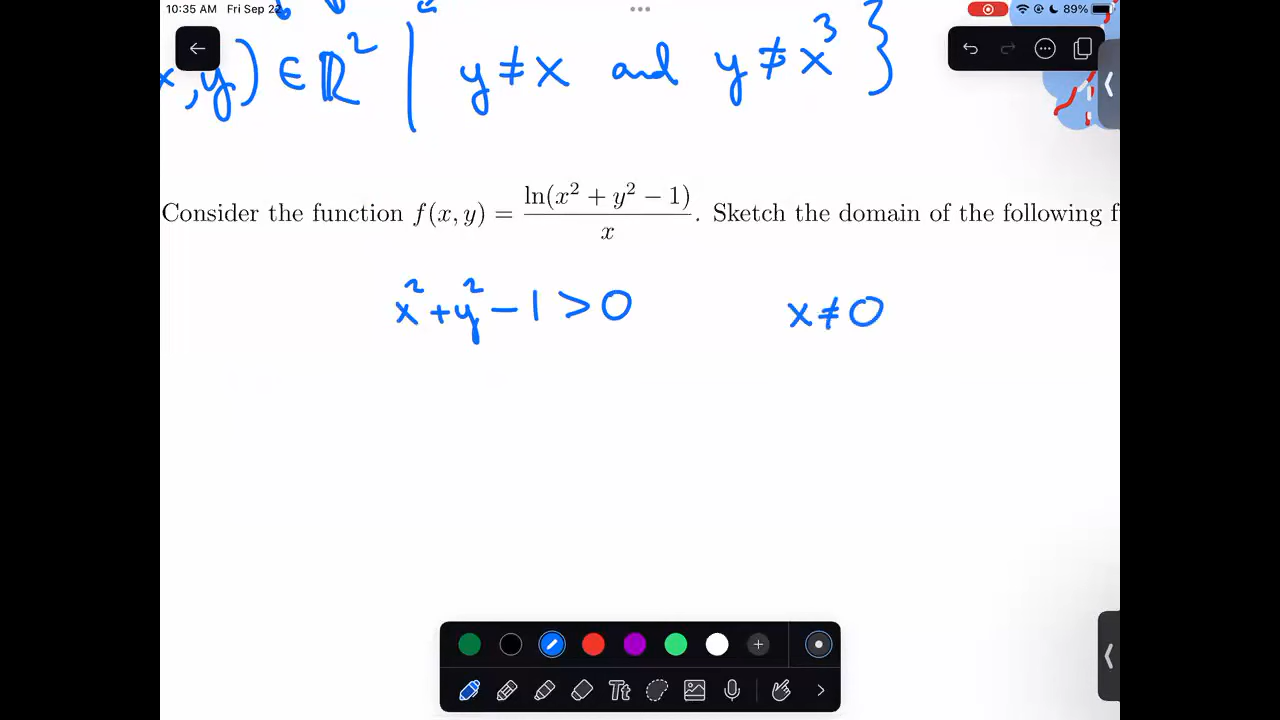 10:35 AM Fri Sep 22 89%
x,y) ∈ ℝ² | y ≠ x and y ≠ x³ }
Consider the function f(x, y) = ln(x² + y² − 1) / x. Sketch the domain of the following f
x² + y² − 1 > 0 x ≠ 0
Tt